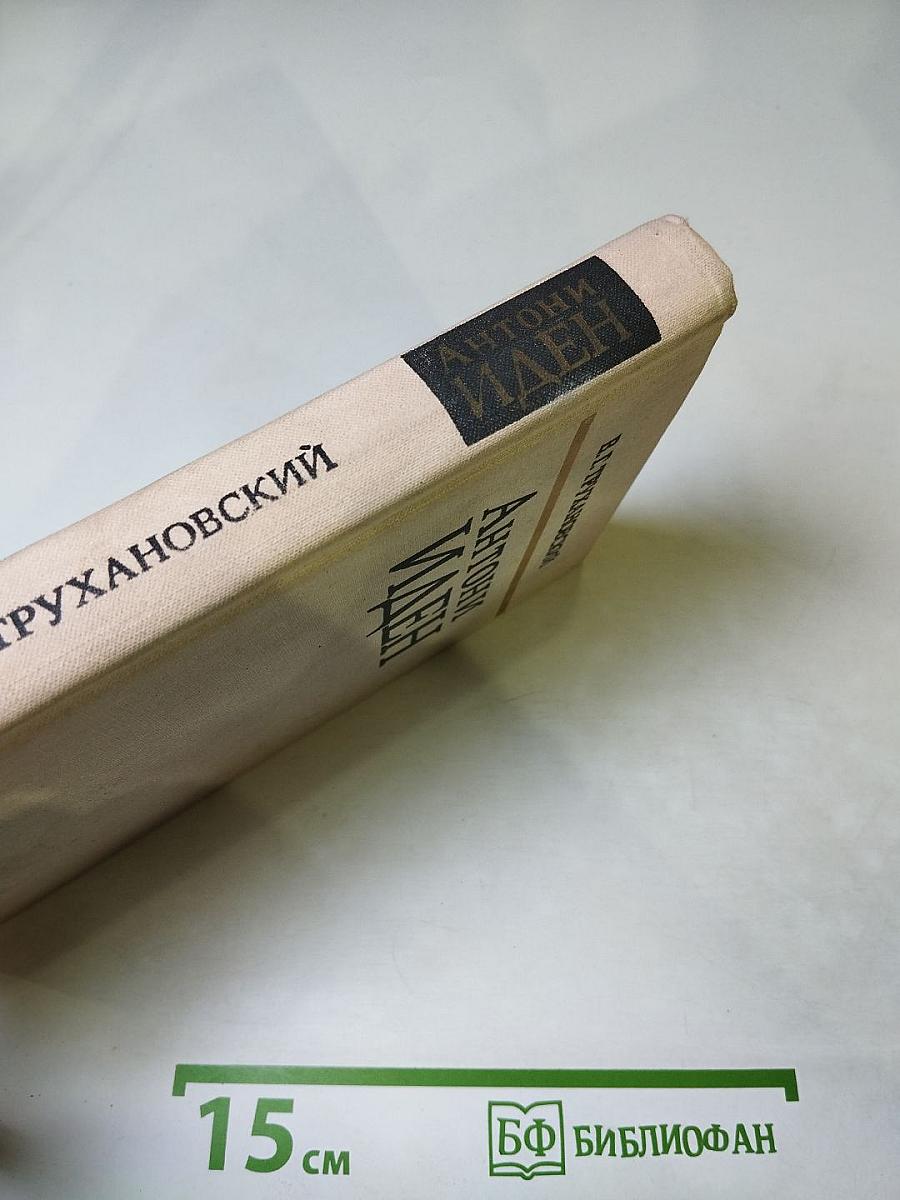 АНТОНИ
ИДЕН
ТРУХАНОВСКИЙ
В.Г.ТРУХАНОВСКИЙ
АНТОНИ
ИДЕН
15 см
БФ БИБЛИОФАН